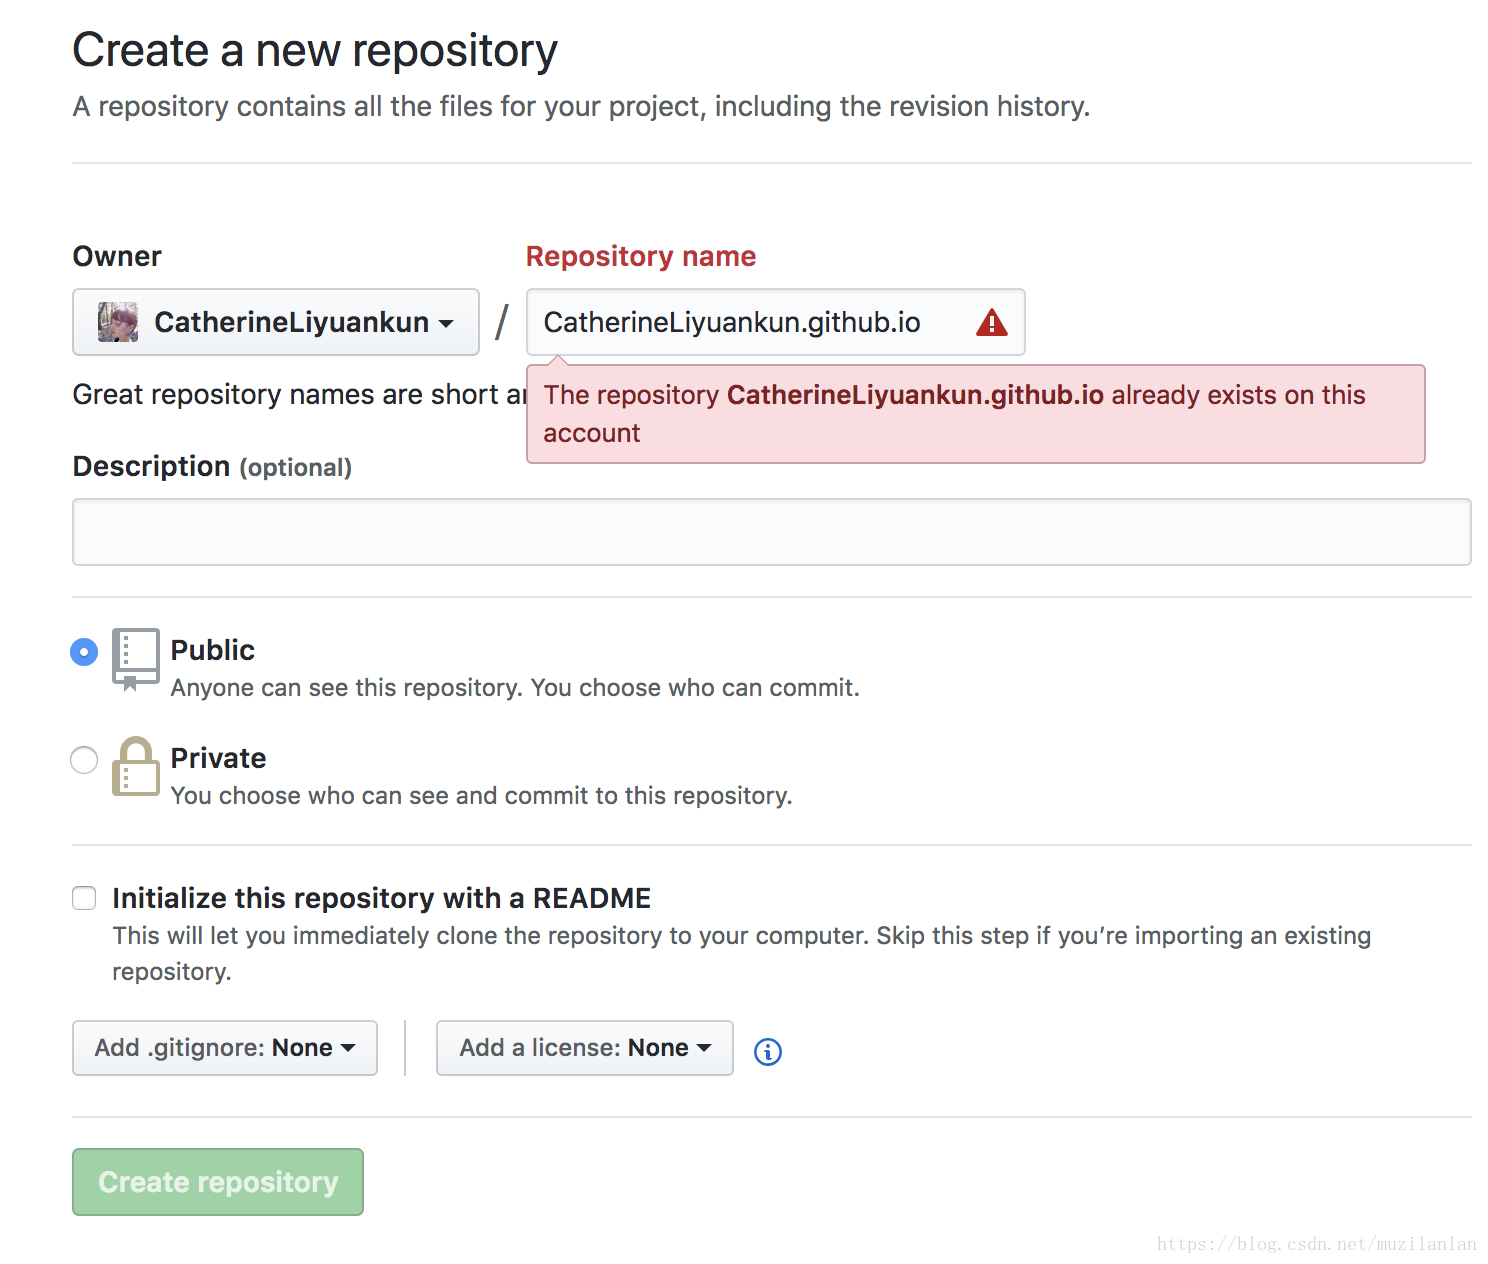 Create a new repository
A repository contains all the files for your project, including the revision history.
Owner
Repository name
CatherineLiyuankun
/
CatherineLiyuankun.github.io
Great repository names are short
The repository CatherineLiyuankun.github.io already exists on this
account
Description (optional)
Public
Anyone can see this repository. You choose who can commit.
Private
You choose who can see and commit to this repository.
Initialize this repository with a README
This will let you immediately clone the repository to your computer. Skip this step if you’re importing an existing
repository.
Add .gitignore: None
Add a license: None
Create repository
https://blog.csdn.net/muzilanlan